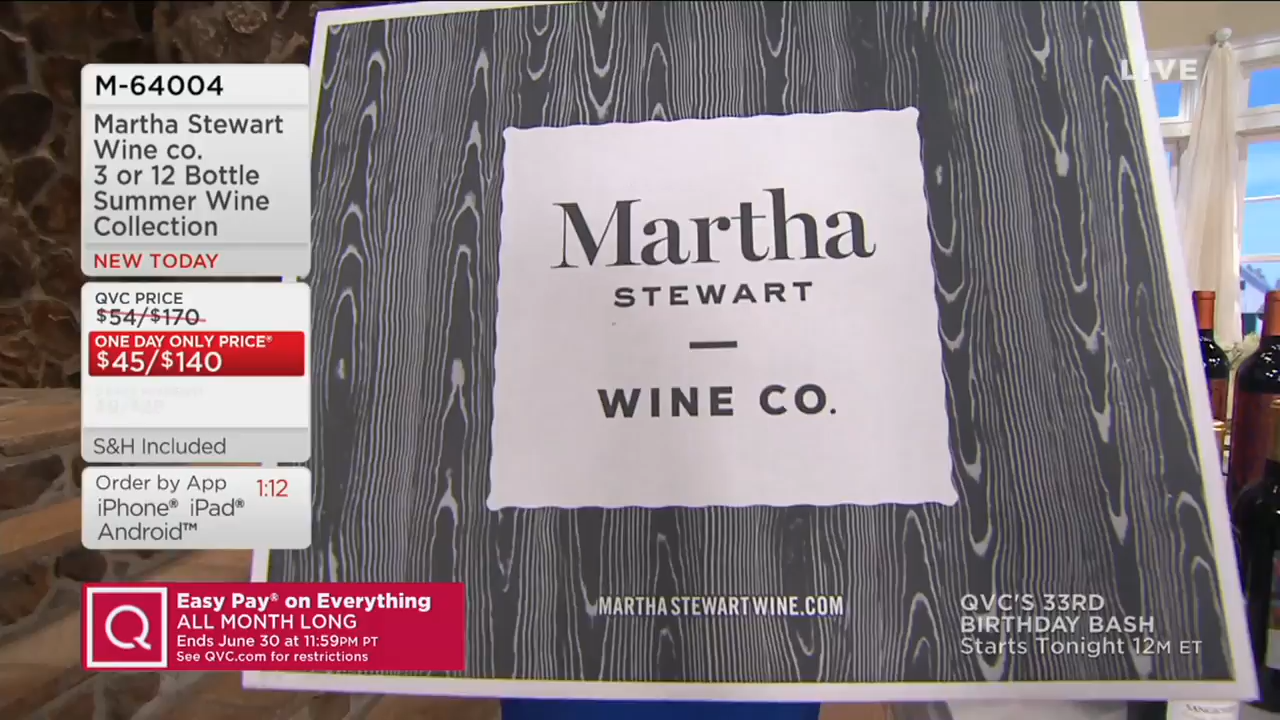 M-64004
Martha Stewart
Wine co.
3 or 12 Bottle
Summer Wine
Collection
NEW TODAY
QVC PRICE
$54/$170
ONE DAY ONLY PRICE®
$45/$140
S&H Included
Order by App 1:12
iPhone® iPad®
Android™
Q
Easy Pay® on Everything
ALL MONTH LONG
Ends June 30 at 11:59PM PT
See QVC.com for restrictions
LIVE
Martha
STEWART
WINE CO.
MARTHASTEWARTWINE.COM
QVC'S 33RD
BIRTHDAY BASH
Starts Tonight 12M ET